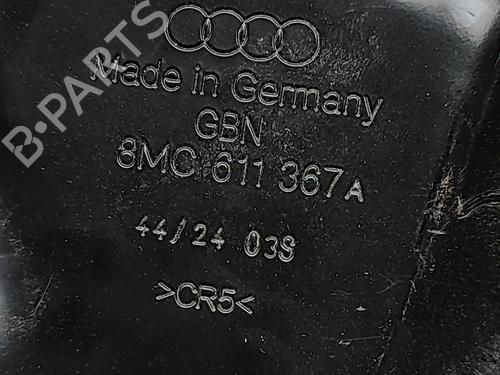 B-PARTS
Made in Germany
GBN
8MC 611 367A
44/24 03S
>CR5<